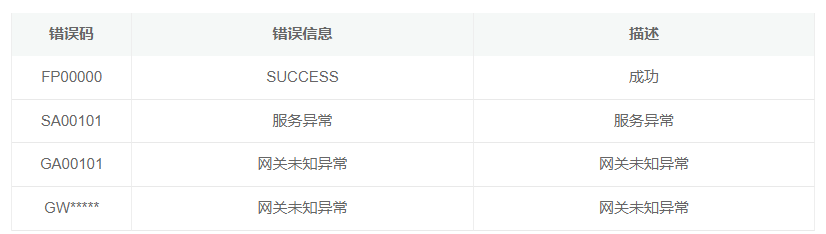 错误码 错误信息 描述
FP00000 SUCCESS 成功
SA00101 服务异常 服务异常
GA00101 网关未知异常 网关未知异常
GW***** 网关未知异常 网关未知异常